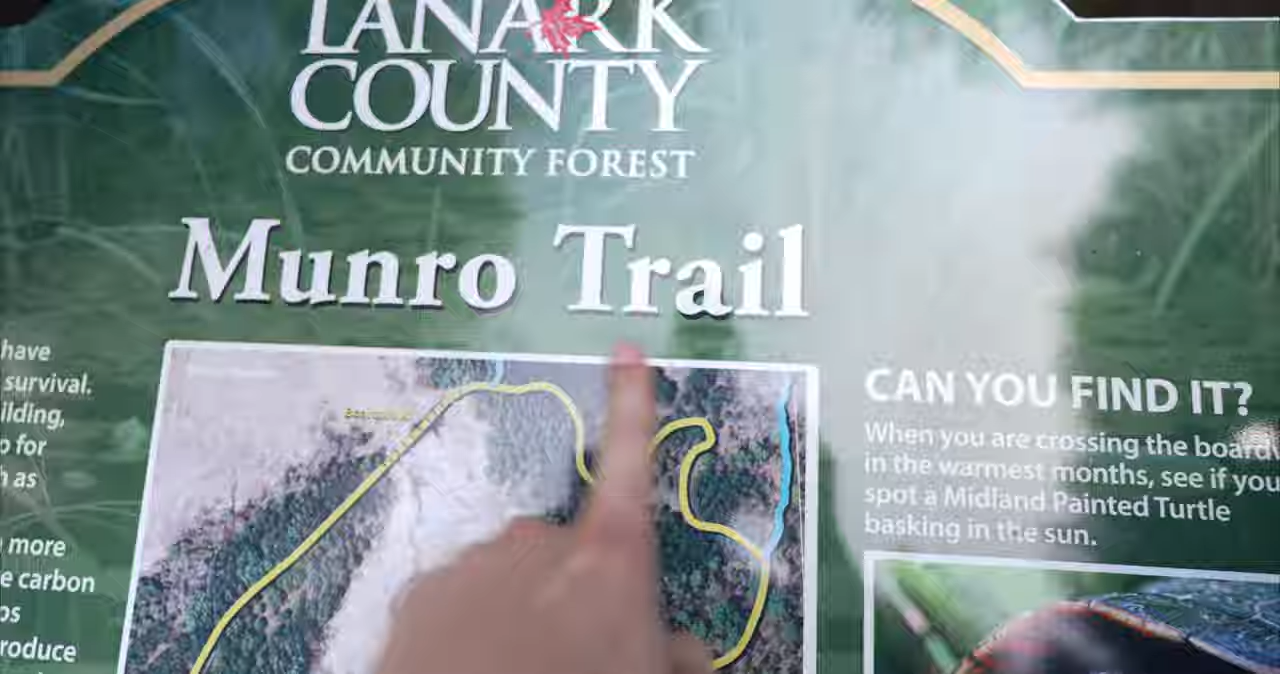 LANARK
COUNTY
COMMUNITY FOREST
Munro Trail
have
survival.
ilding,
for
as
more
e carbon
roduce
CAN YOU FIND IT?
When you are crossing the boardw
in the warmest months, see if you
spot a Midland Painted Turtle
basking in the sun.